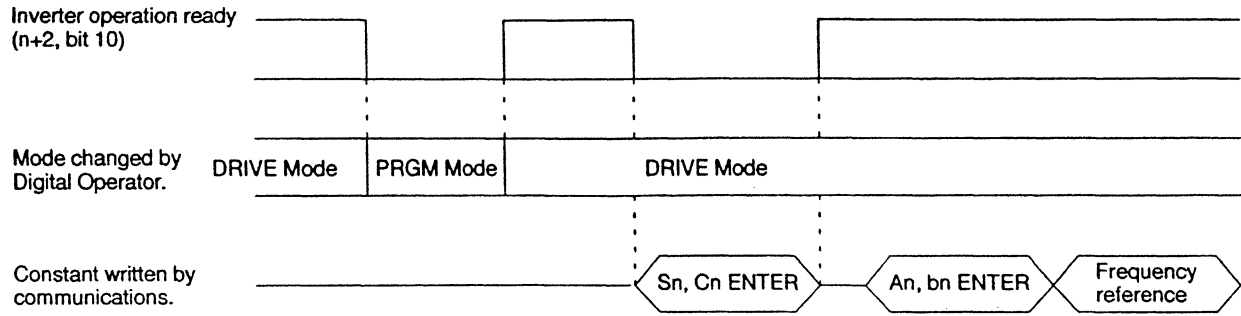 Inverter operation ready
(n+2, bit 10)
Mode changed by
Digital Operator.
DRIVE Mode
PRGM Mode
DRIVE Mode
Constant written by
communications.
Sn, Cn ENTER
An, bn ENTER
Frequency
reference